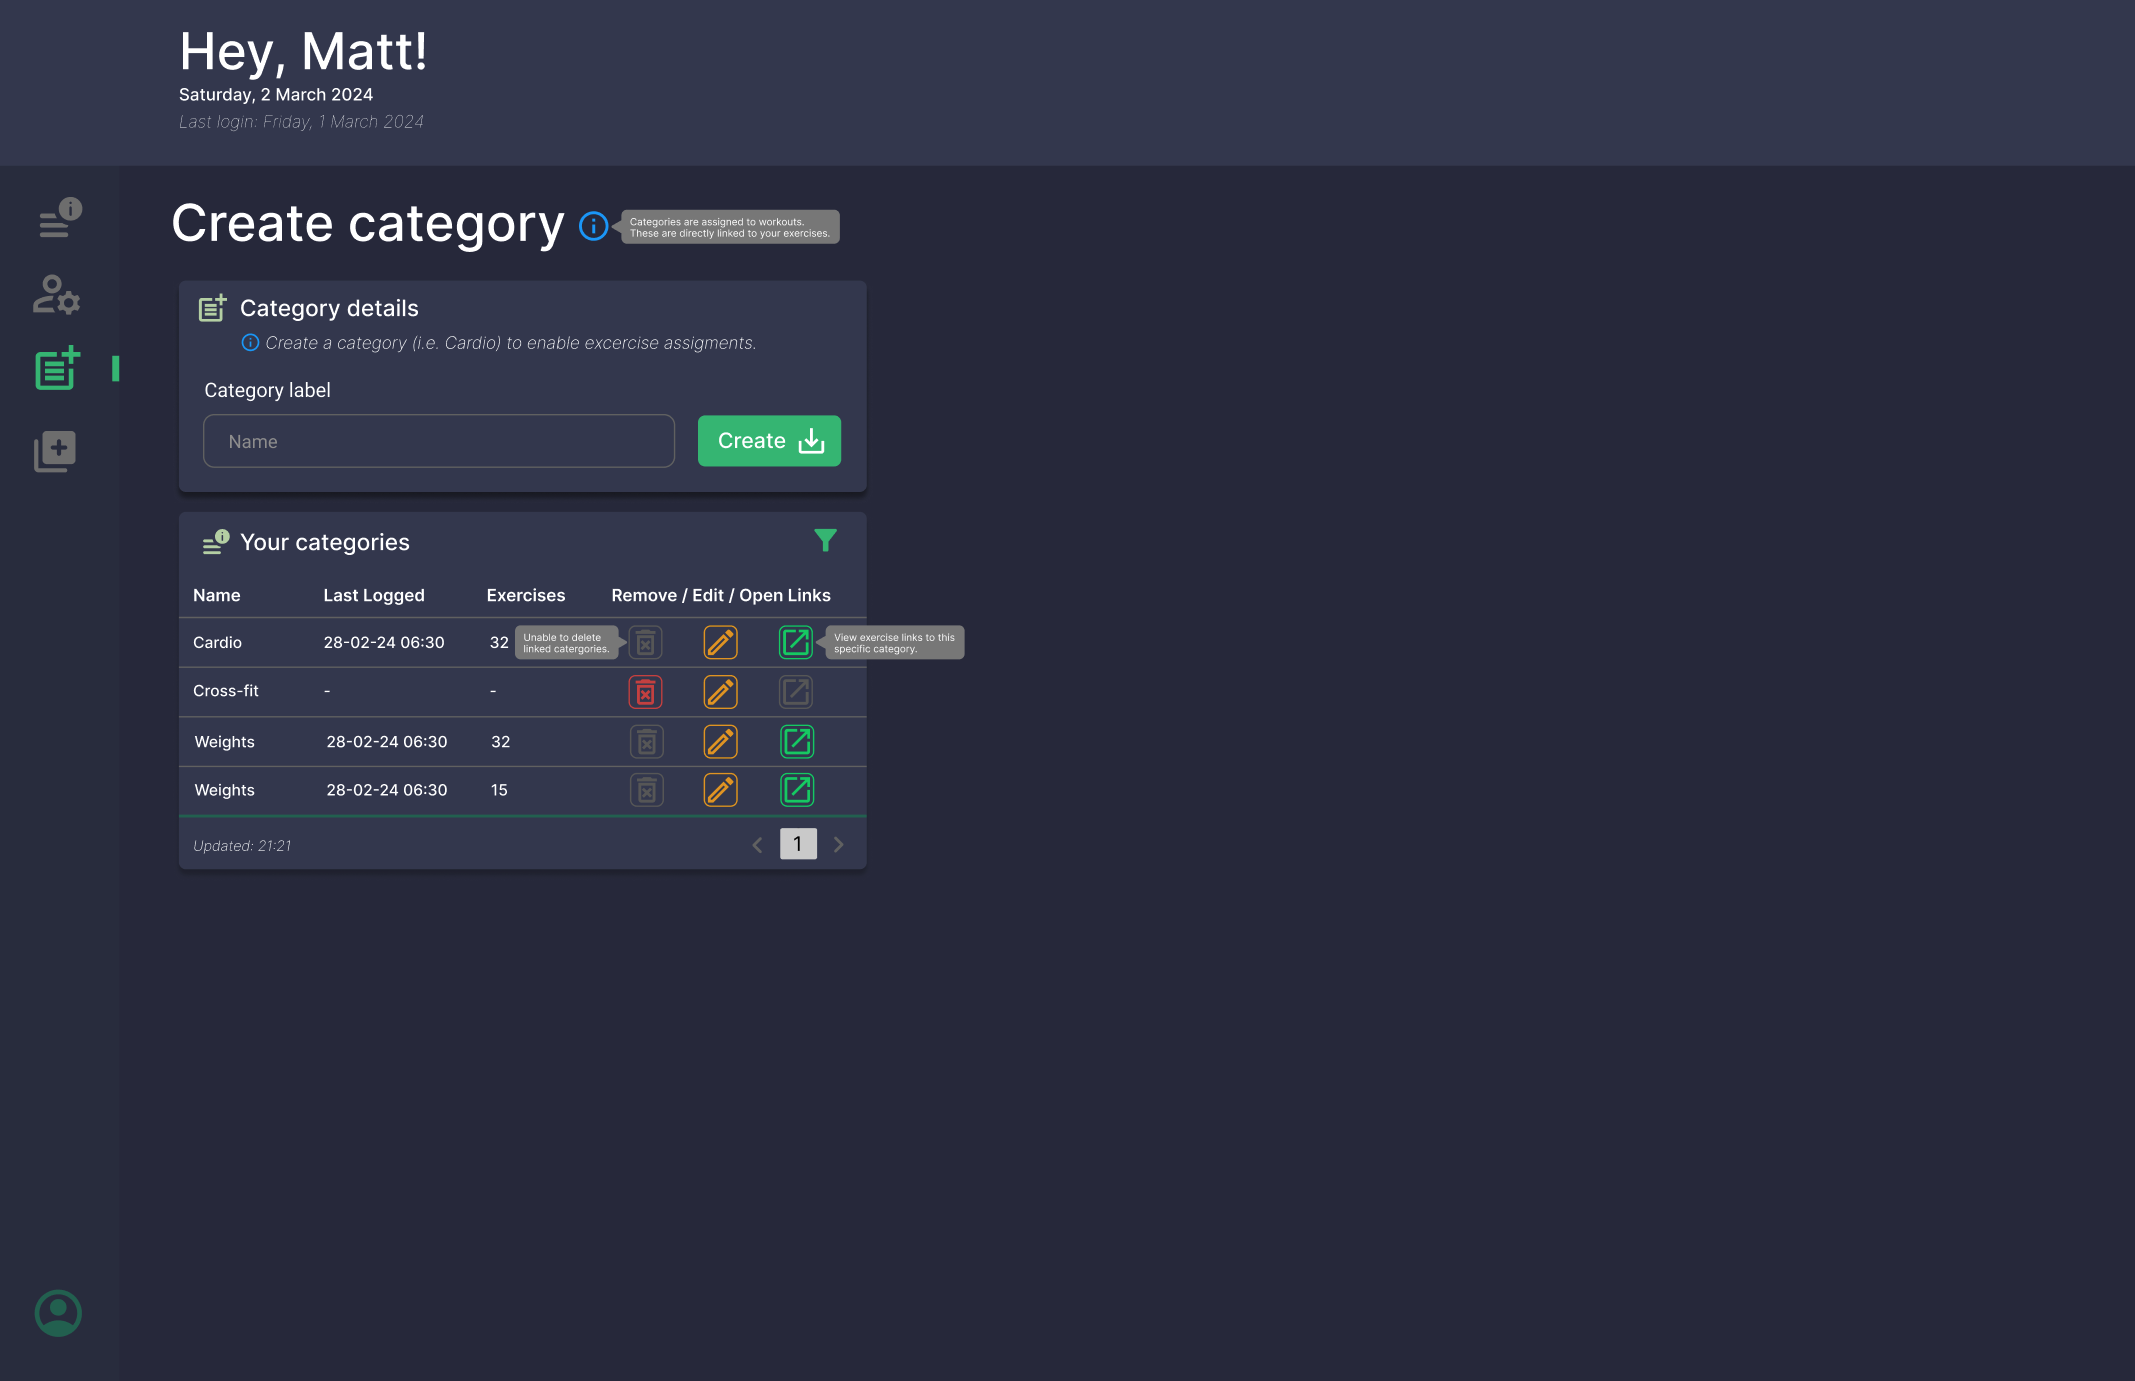 Hey, Matt!
Saturday, 2 March 2024
Last login: Friday, 1 March 2024
Create category
Categories are assigned to workouts.
These are directly linked to your exercises.
Category details
Create a category (i.e. Cardio) to enable excercise assigments.
Category label
Name
Create
Your categories
Name Last Logged Exercises Remove / Edit / Open Links
Cardio 28-02-24 06:30 32
Unable to delete
linked catergories.
View exercise links to this
specific category.
Cross-fit - -
Weights 28-02-24 06:30 32
Weights 28-02-24 06:30 15
Updated: 21:21
1